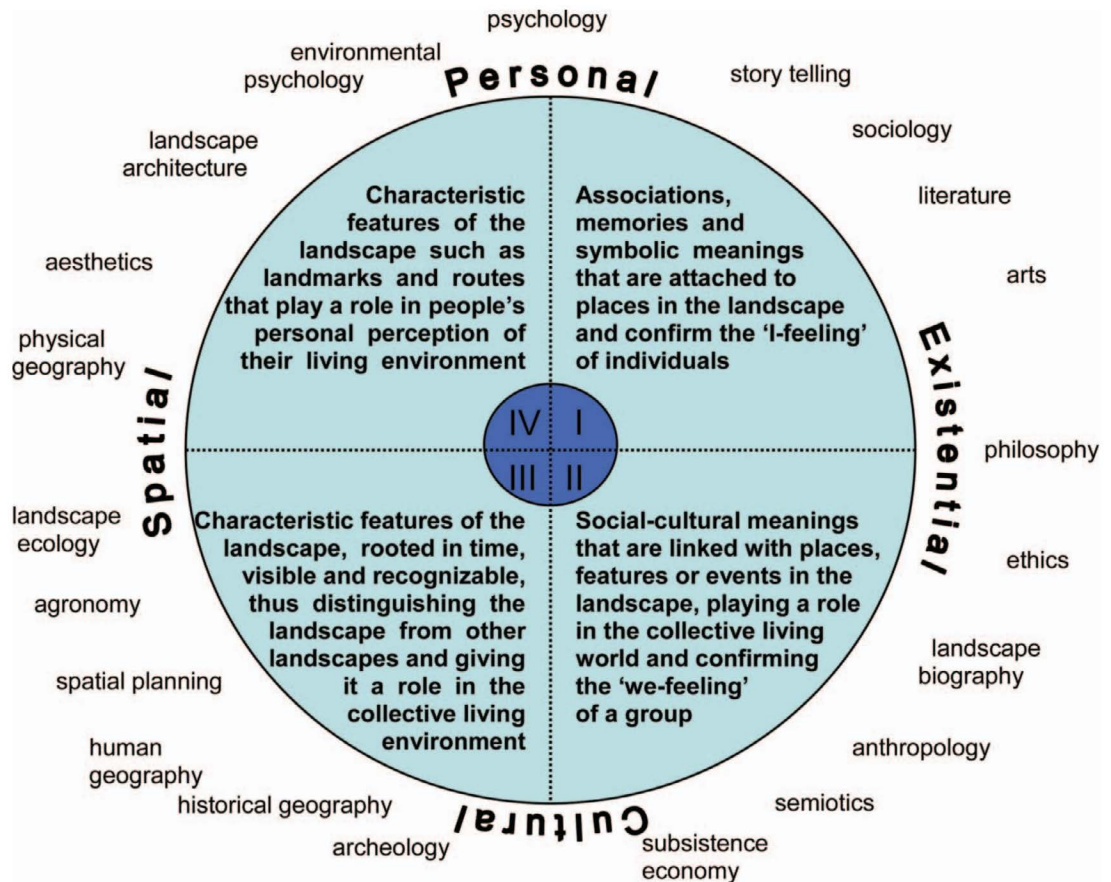 psychology
environmental
psychology
Personal
story telling
landscape
architecture
sociology
literature
aesthetics
arts
physical
geography
Spatial
Existential
Characteristic
features of the
landscape such as
landmarks and routes
that play a role in people's
personal perception of
their living environment
Associations,
memories and
symbolic meanings
that are attached to
places in the landscape
and confirm the 'I-feeling'
of individuals
IV I
III II
philosophy
landscape
ecology
ethics
agronomy
Characteristic features of the
landscape, rooted in time,
visible and recognizable,
thus distinguishing the
landscape from other
landscapes and giving
it a role in the
collective living
environment
Social-cultural meanings
that are linked with places,
features or events in the
landscape, playing a role
in the collective living
world and confirming
the 'we-feeling'
of a group
landscape
biography
spatial planning
anthropology
human
geography
historical geography
semiotics
Cultural
archeology
subsistence
economy